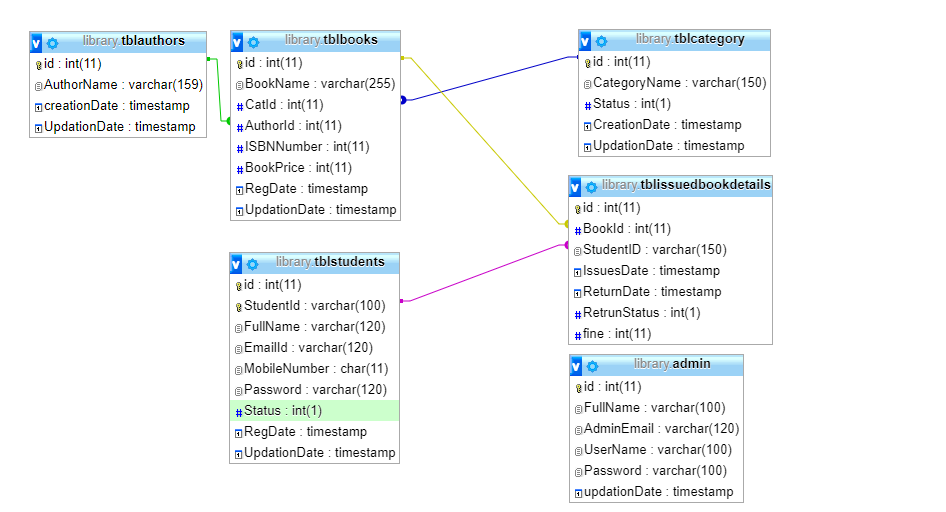 library.tblauthors
id : int(11)
AuthorName : varchar(159)
creationDate : timestamp
UpdationDate : timestamp
library.tblbooks
id : int(11)
BookName : varchar(255)
CatId : int(11)
AuthorId : int(11)
ISBNNumber : int(11)
BookPrice : int(11)
RegDate : timestamp
UpdationDate : timestamp
library.tblcategory
id : int(11)
CategoryName : varchar(150)
Status : int(1)
CreationDate : timestamp
UpdationDate : timestamp
library.tblissuedbookdetails
id : int(11)
BookId : int(11)
StudentID : varchar(150)
IssuesDate : timestamp
ReturnDate : timestamp
RetrunStatus : int(1)
fine : int(11)
library.tblstudents
id : int(11)
StudentId : varchar(100)
FullName : varchar(120)
EmailId : varchar(120)
MobileNumber : char(11)
Password : varchar(120)
Status : int(1)
RegDate : timestamp
UpdationDate : timestamp
library.admin
id : int(11)
FullName : varchar(100)
AdminEmail : varchar(120)
UserName : varchar(100)
Password : varchar(100)
updationDate : timestamp